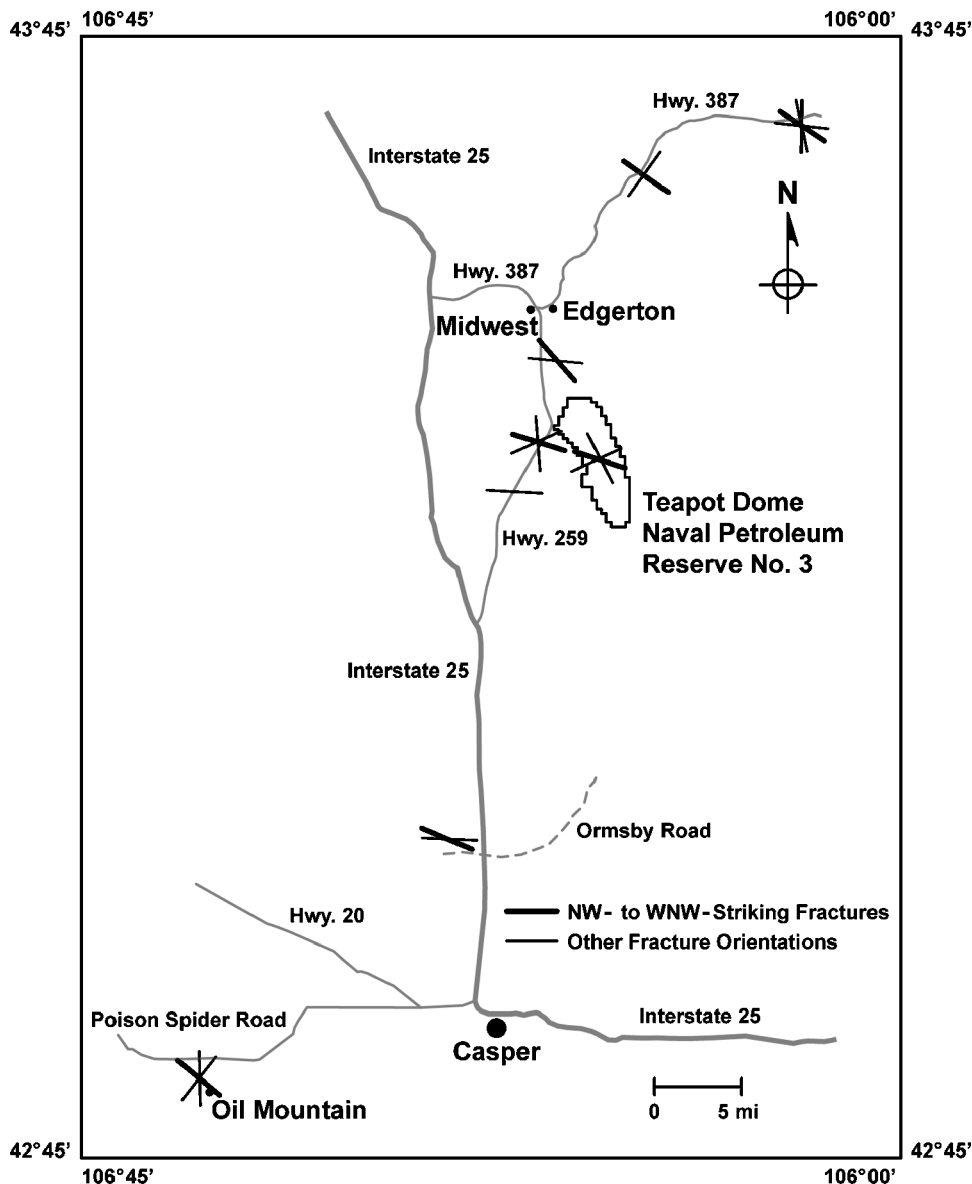 106°45’
106°00’
43°45’
43°45’
Hwy. 387
Interstate 25
N
Hwy. 387
Edgerton
Midwest
Teapot Dome
Naval Petroleum
Reserve No. 3
Hwy. 259
Interstate 25
Ormsby Road
NW- to WNW-Striking Fractures
Other Fracture Orientations
Hwy. 20
Poison Spider Road
Interstate 25
Casper
Oil Mountain
0 5 mi
42°45’
42°45’
106°45’
106°00’